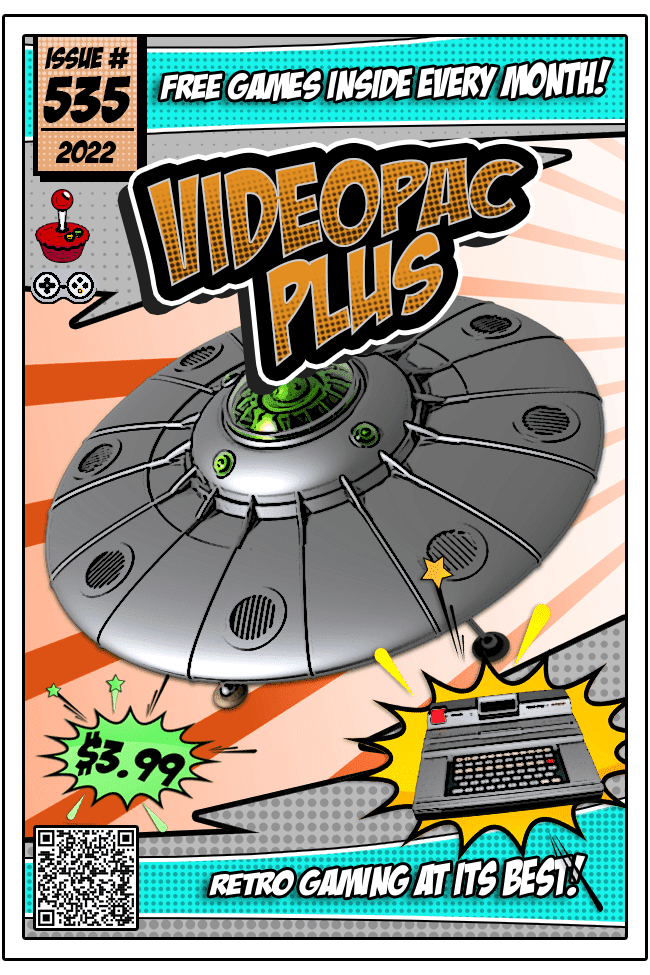 ISSUE #
535
2022
FREE GAMES INSIDE EVERY MONTH!
VIDEOPAC
PLUS
$3.99
RETRO GAMING AT ITS BEST!